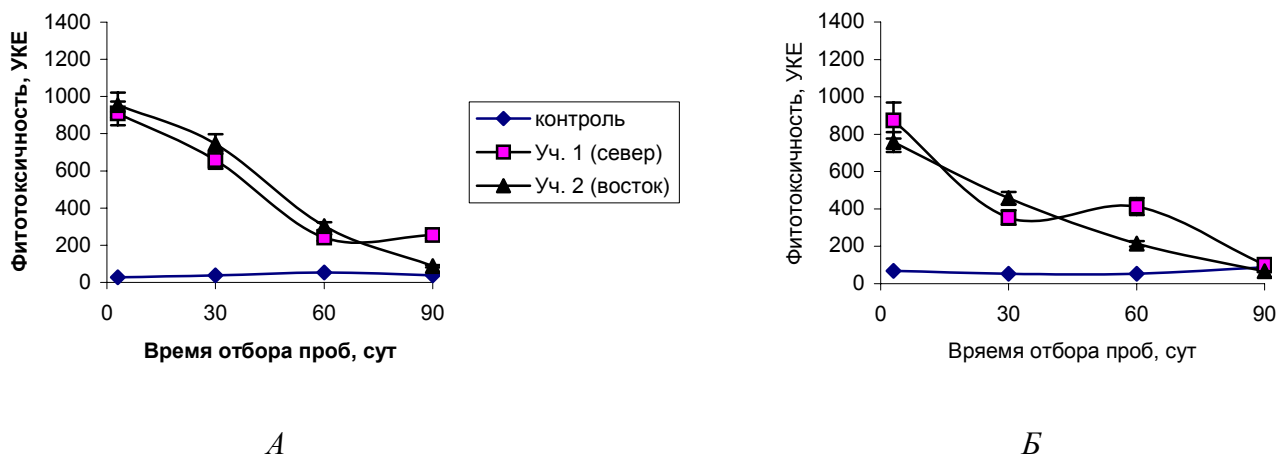 Фитотоксичность, УКЕ
1400
1200
1000
800
600
400
200
0
0 30 60 90
Время отбора проб, сут
контроль
Уч. 1 (север)
Уч. 2 (восток)
А
Фитотоксичность, УКЕ
1400
1200
1000
800
600
400
200
0
0 30 60 90
Вряемя отбора проб, сут
Б